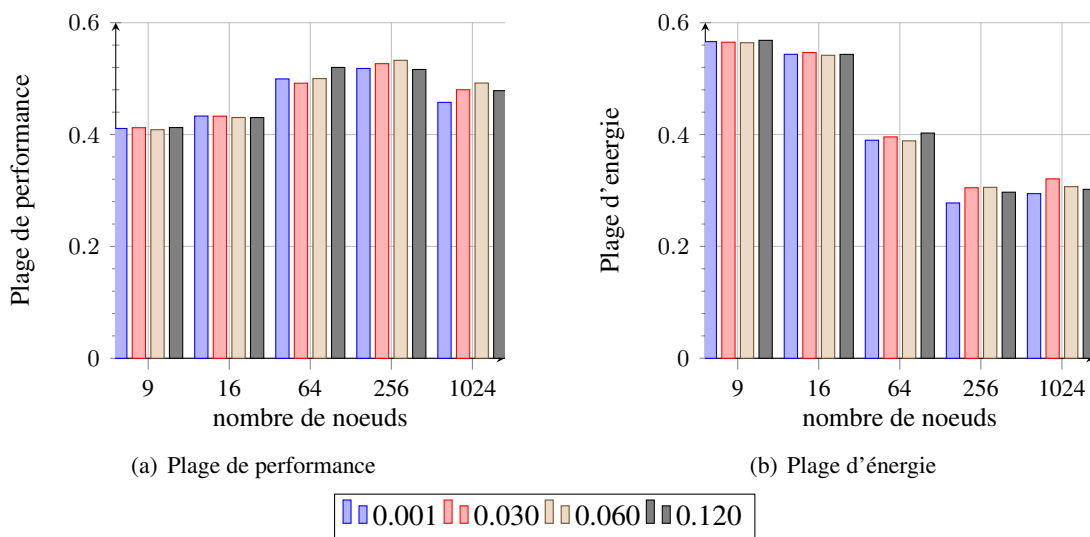 0.6
0.4
0.2
0
Plage de performance
9 16 64 256 1024
nombre de noeuds
(a) Plage de performance
0.6
0.4
0.2
0
Plage d’energie
9 16 64 256 1024
nombre de noeuds
(b) Plage d’énergie
0.001 0.030 0.060 0.120